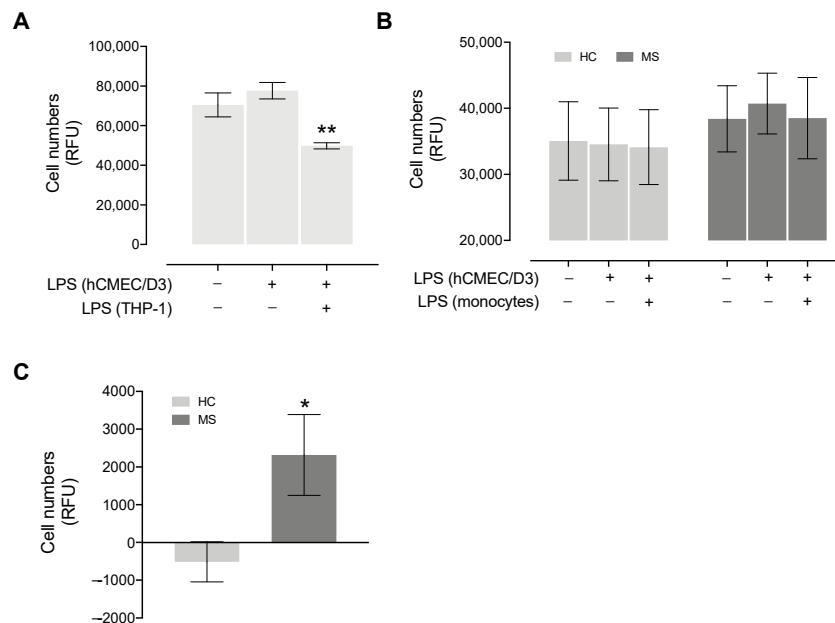 A
100,000
80,000
60,000
40,000
20,000
0
Cell numbers
(RFU)
**
LPS (hCMEC/D3) – + +
LPS (THP-1) – – +
B
50,000
40,000
30,000
20,000
Cell numbers
(RFU)
HC MS
LPS (hCMEC/D3) – + + – + +
LPS (monocytes) – – + – – +
C
4000
3000
2000
1000
0
–1000
–2000
Cell numbers
(RFU)
HC
MS
*